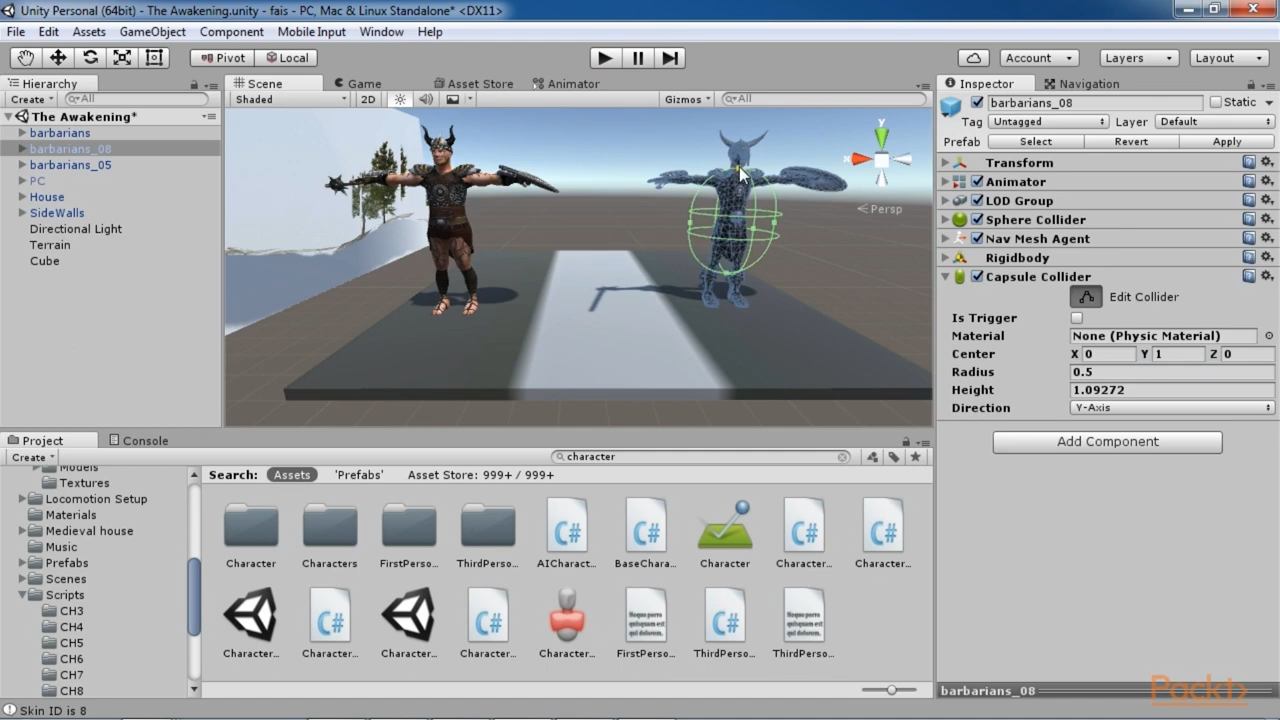 Unity Personal (64bit) - The Awakening.unity - fais - PC, Mac & Linux Standalone* <DX11>
File Edit Assets GameObject Component Mobile Input Window Help
Pivot Local Account Layers Layout
Hierarchy Scene Game Asset Store Animator Inspector Navigation
Create All Shaded 2D Gizmos All
barbarians_08 Static
The Awakening*
Tag Untagged Layer Default
barbarians
Prefab Select Revert Apply
barbarians_08
barbarians_05
PC
House
SideWalls
Directional Light
Terrain
Cube
y
x
Persp
Transform
Animator
LOD Group
Sphere Collider
Nav Mesh Agent
Rigidbody
Capsule Collider
Edit Collider
Is Trigger
Material None (Physic Material)
Center X 0 Y 1 Z 0
Radius 0.5
Height 1.09272
Direction Y-Axis
Add Component
Project Console
Create character
Search: Assets 'Prefabs' Asset Store: 999+ / 999+
Models
Textures
Locomotion Setup
Materials
Medieval house
Music
Prefabs
Scenes
Scripts
CH3
CH4
CH5
CH6
CH7
CH8
Character Characters FirstPerso... ThirdPerso... AICharact... BaseChara... Character Character... Character...
Character... Character... Character... Character... Character... FirstPerso... ThirdPerso... ThirdPerso...
barbarians_08
Packt>
Skin ID is 8